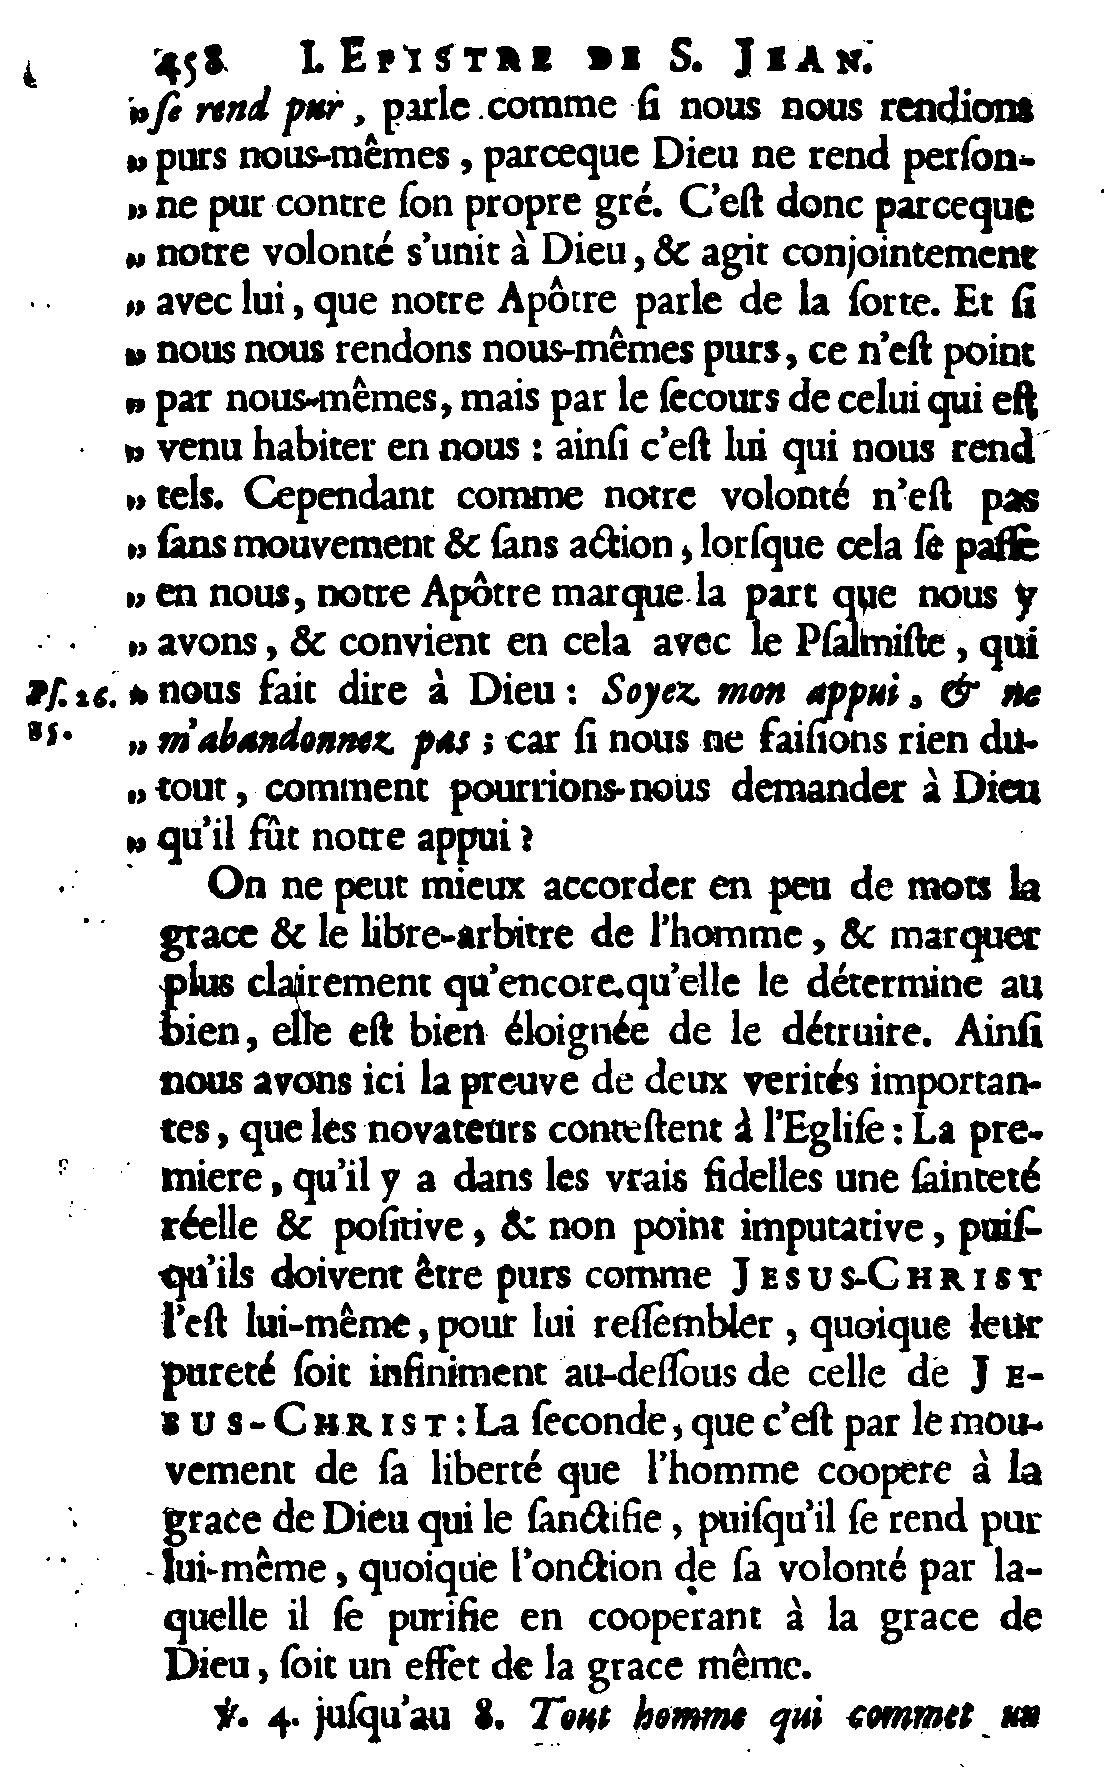 458 I. EPISTRE DE S. JEAN.
„ ſe rend pur, parle comme ſi nous nous rendions
„ purs nous-mêmes, parceque Dieu ne rend perſon-
„ ne pur contre ſon propre gré. C'eſt donc parceque
„ notre volonté s'unit à Dieu, & agit conjointement
„ avec lui, que notre Apôtre parle de la ſorte. Et ſi
„ nous nous rendons nous-mêmes purs, ce n'eſt point
„ par nous-mêmes, mais par le ſecours de celui qui eſt
„ venu habiter en nous : ainſi c'eſt lui qui nous rend
„ tels. Cependant comme notre volonté n'eſt pas
„ ſans mouvement & ſans action, lorſque cela ſe paſſe
„ en nous, notre Apôtre marque la part que nous y
„ avons, & convient en cela avec le Pſalmiſte, qui
Pſ. 26. „ nous fait dire à Dieu : Soyez mon appui, & ne
85. „ m'abandonnez pas ; car ſi nous ne faiſions rien du-
„ tout, comment pourrions-nous demander à Dieu
„ qu'il fût notre appui ?
On ne peut mieux accorder en peu de mots la
grace & le libre-arbitre de l'homme, & marquer
plus clairement qu'encore qu'elle le détermine au
bien, elle eſt bien éloignée de le détruire. Ainſi
nous avons ici la preuve de deux verités importan-
tes, que les novateurs conteſtent à l'Egliſe : La pre-
miere, qu'il y a dans les vrais fidelles une ſainteté
réelle & poſitive, & non point imputative, puiſ-
qu'ils doivent être purs comme JESUS-CHRIST
l'eſt lui-même, pour lui reſſembler, quoique leur
pureté ſoit infiniment au-deſſous de celle de JE-
SUS-CHRIST : La ſeconde, que c'eſt par le mou-
vement de ſa liberté que l'homme coopere à la
grace de Dieu qui le ſanctifie, puiſqu'il ſe rend pur
lui-même, quoique l'onction de ſa volonté par la-
quelle il ſe purifie en cooperant à la grace de
Dieu, ſoit un effet de la grace même.
℣. 4. juſqu'au 8. Tout homme qui commet un